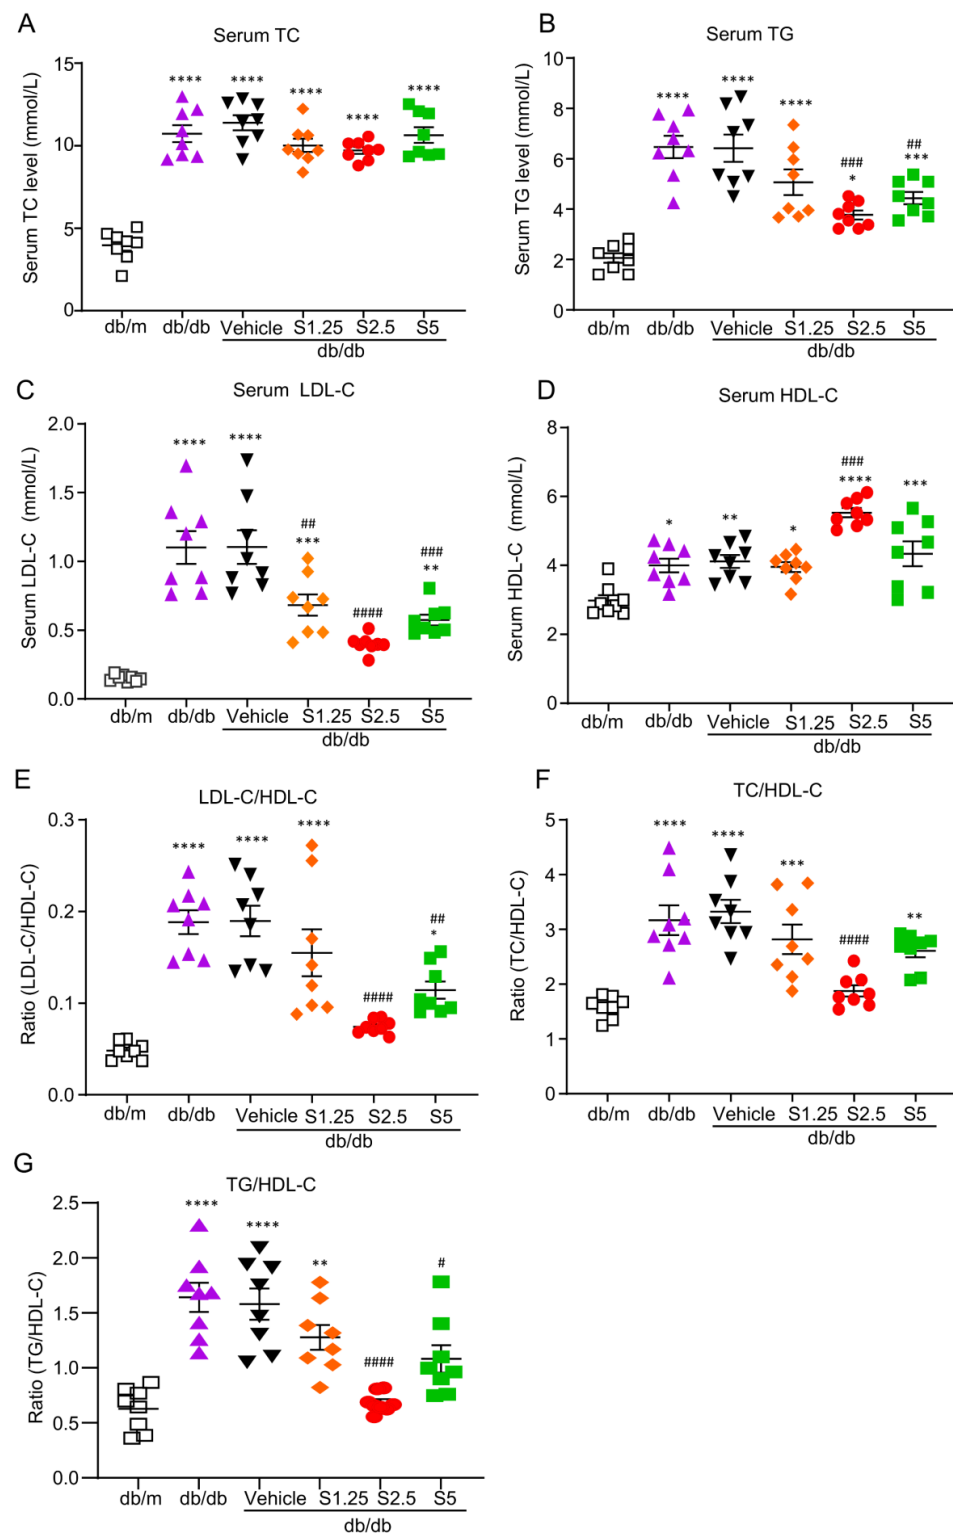 A
Serum TC
Serum TC level (mmol/L)
15
10
5
0
**** **** **** **** ****
db/m db/db Vehicle S1.25 S2.5 S5
db/db
B
Serum TG
Serum TG level (mmol/L)
10
8
6
4
2
0
**** **** **** ### * ## ***
db/m db/db Vehicle S1.25 S2.5 S5
db/db
C
Serum LDL-C
Serum LDL-C (mmol/L)
2.0
1.5
1.0
0.5
0.0
**** **** ## *** #### ### **
db/m db/db Vehicle S1.25 S2.5 S5
db/db
D
Serum HDL-C
Serum HDL-C (mmol/L)
8
6
4
2
0
* ** * ### **** ***
db/m db/db Vehicle S1.25 S2.5 S5
db/db
E
LDL-C/HDL-C
Ratio (LDL-C/HDL-C)
0.3
0.2
0.1
0.0
**** **** **** #### ## *
db/m db/db Vehicle S1.25 S2.5 S5
db/db
F
TC/HDL-C
Ratio (TC/HDL-C)
5
4
3
2
1
0
**** **** *** #### **
db/m db/db Vehicle S1.25 S2.5 S5
db/db
G
TG/HDL-C
Ratio (TG/HDL-C)
2.5
2.0
1.5
1.0
0.5
0.0
**** **** ** #### #
db/m db/db Vehicle S1.25 S2.5 S5
db/db